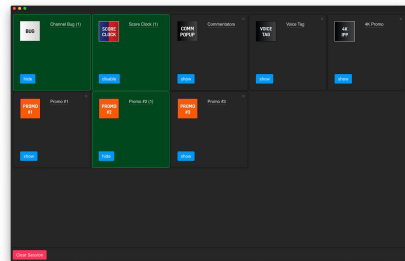 BUG
Channel Bug (1)
hide
SCORE
CLOCK
Score Clock (1)
disable
COMM
POPUP
Commentators
show
VOICE
TAG
Voice Tag
show
4K
4K Promo
show
PROMO
#1
Promo #1
show
PROMO
#2
Promo #2 (1)
hide
PROMO
#3
Promo #3
show
Clear Session